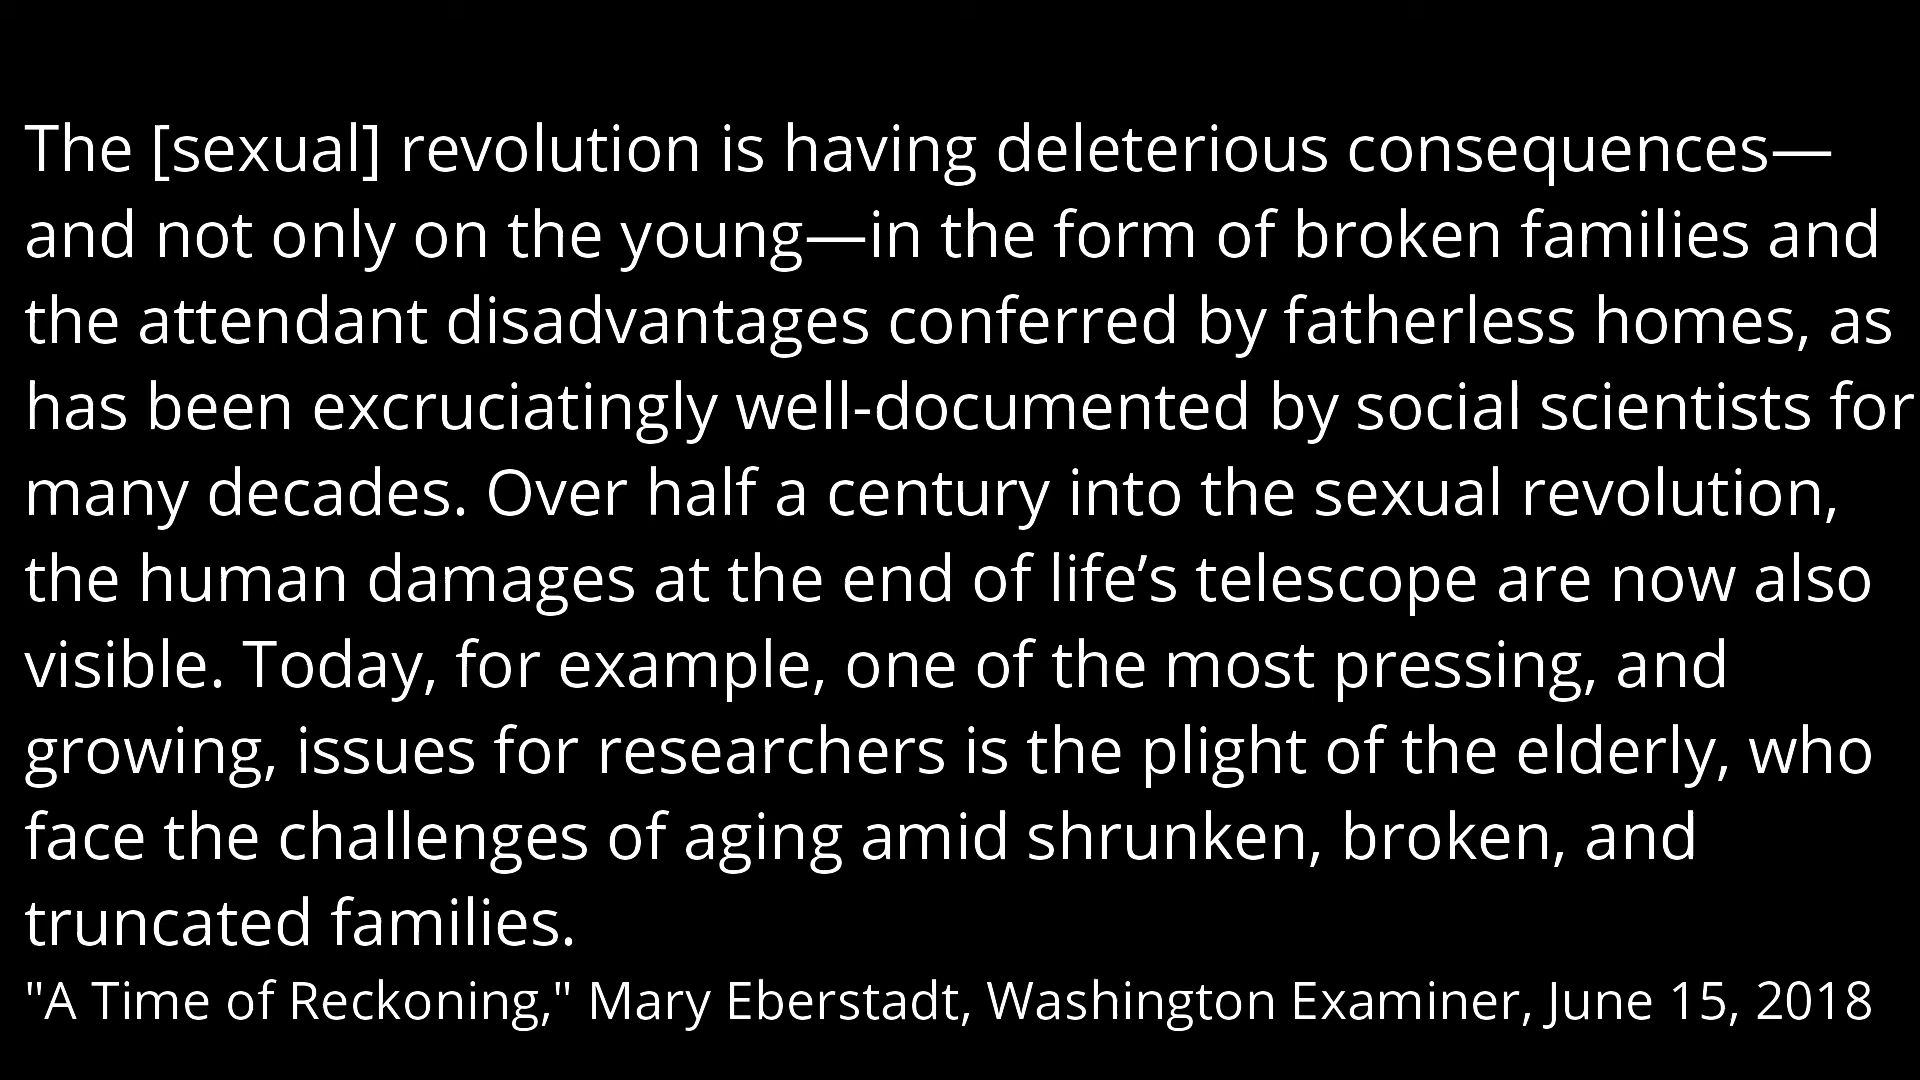 The [sexual] revolution is having deleterious consequences—
and not only on the young—in the form of broken families and
the attendant disadvantages conferred by fatherless homes, as
has been excruciatingly well-documented by social scientists for
many decades. Over half a century into the sexual revolution,
the human damages at the end of life’s telescope are now also
visible. Today, for example, one of the most pressing, and
growing, issues for researchers is the plight of the elderly, who
face the challenges of aging amid shrunken, broken, and
truncated families.
"A Time of Reckoning," Mary Eberstadt, Washington Examiner, June 15, 2018